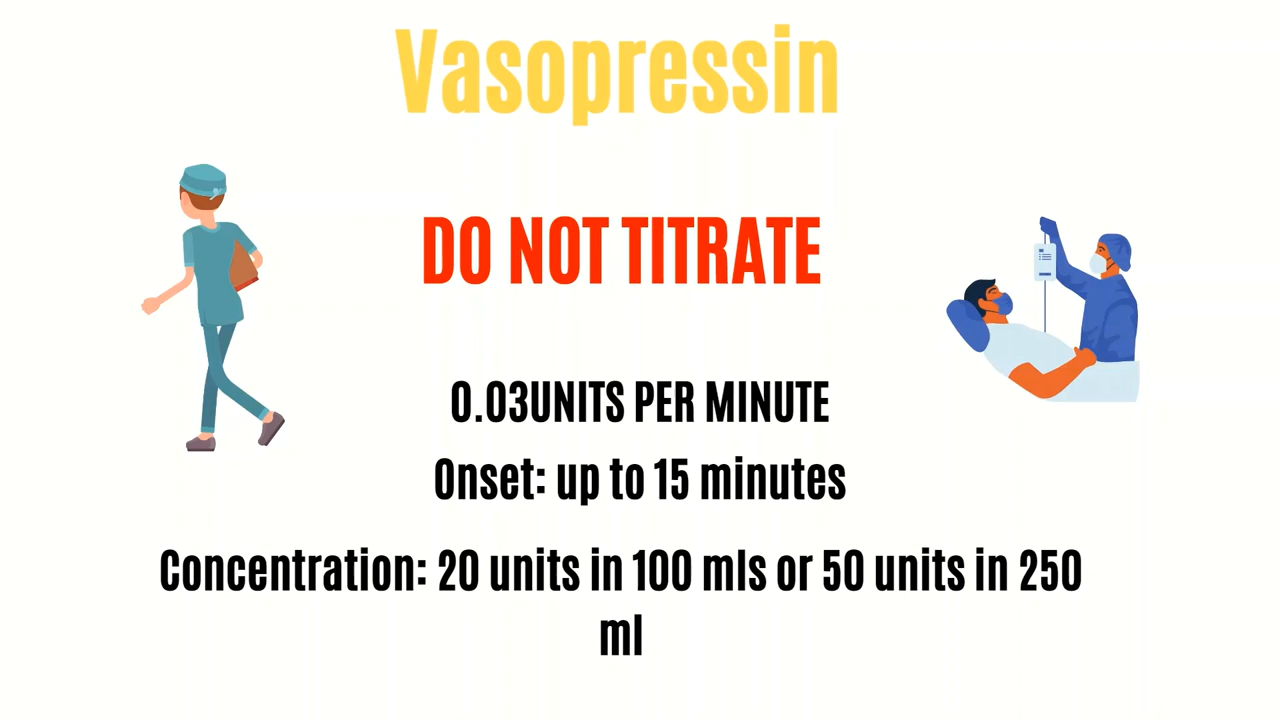 Vasopressin
DO NOT TITRATE
0.03UNITS PER MINUTE
Onset: up to 15 minutes
Concentration: 20 units in 100 mls or 50 units in 250
ml